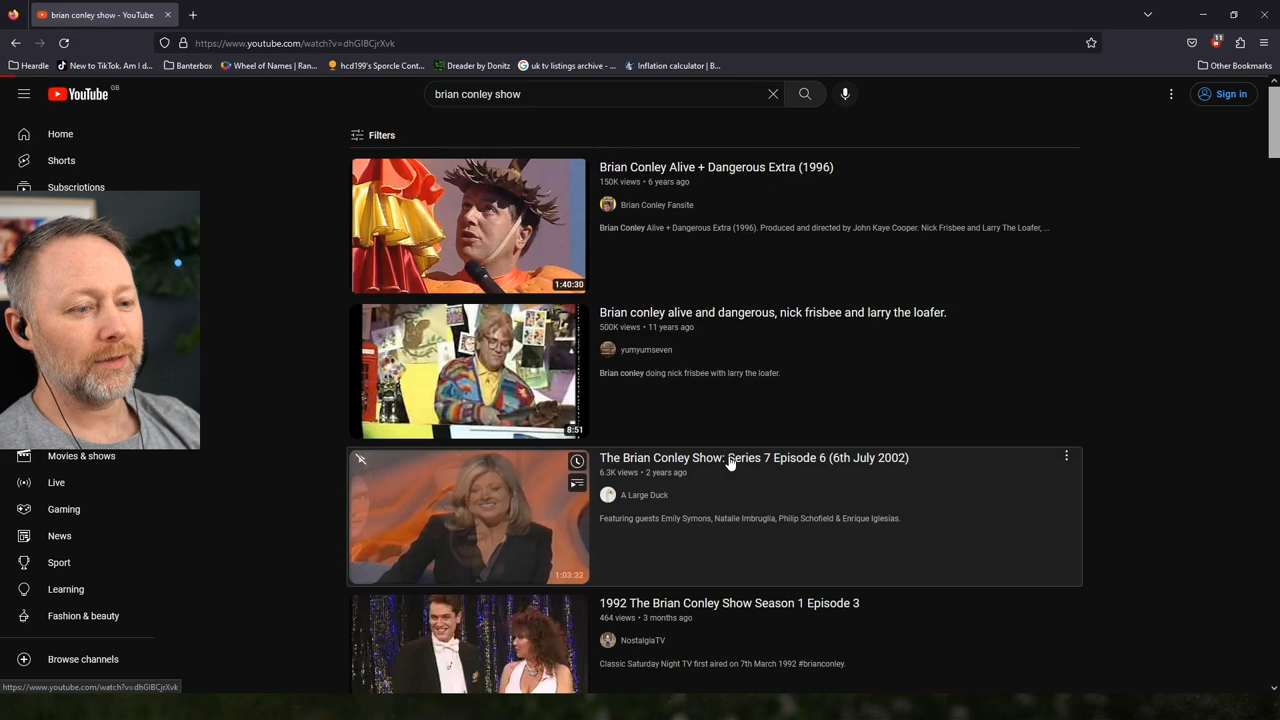 brian conley show - YouTube
https://www.youtube.com/watch?v=dhGlBCjrXvk
11
Heardle
New to TikTok. Am I d...
Banterbox
Wheel of Names | Ran...
hcd199's Sporcle Cont...
Dreader by Donitz
uk tv listings archive - ...
Inflation calculator | B...
Other Bookmarks
YouTube GB
brian conley show
Sign in
Home
Shorts
Subscriptions
Movies & shows
Live
Gaming
News
Sport
Learning
Fashion & beauty
Browse channels
Filters
1:40:30
Brian Conley Alive + Dangerous Extra (1996)
150K views • 6 years ago
Brian Conley Fansite
Brian Conley Alive + Dangerous Extra (1996). Produced and directed by John Kaye Cooper. Nick Frisbee and Larry The Loafer, ...
8:51
Brian conley alive and dangerous, nick frisbee and larry the loafer.
500K views • 11 years ago
yumyumseven
Brian conley doing nick frisbee with larry the loafer.
1:03:32
The Brian Conley Show: Series 7 Episode 6 (6th July 2002)
6.3K views • 2 years ago
A Large Duck
Featuring guests Emily Symons, Natalie Imbruglia, Philip Schofield & Enrique Iglesias.
1992 The Brian Conley Show Season 1 Episode 3
464 views • 3 months ago
NostalgiaTV
Classic Saturday Night TV first aired on 7th March 1992 #brianconley.
https://www.youtube.com/watch?v=dhGlBCjrXvk